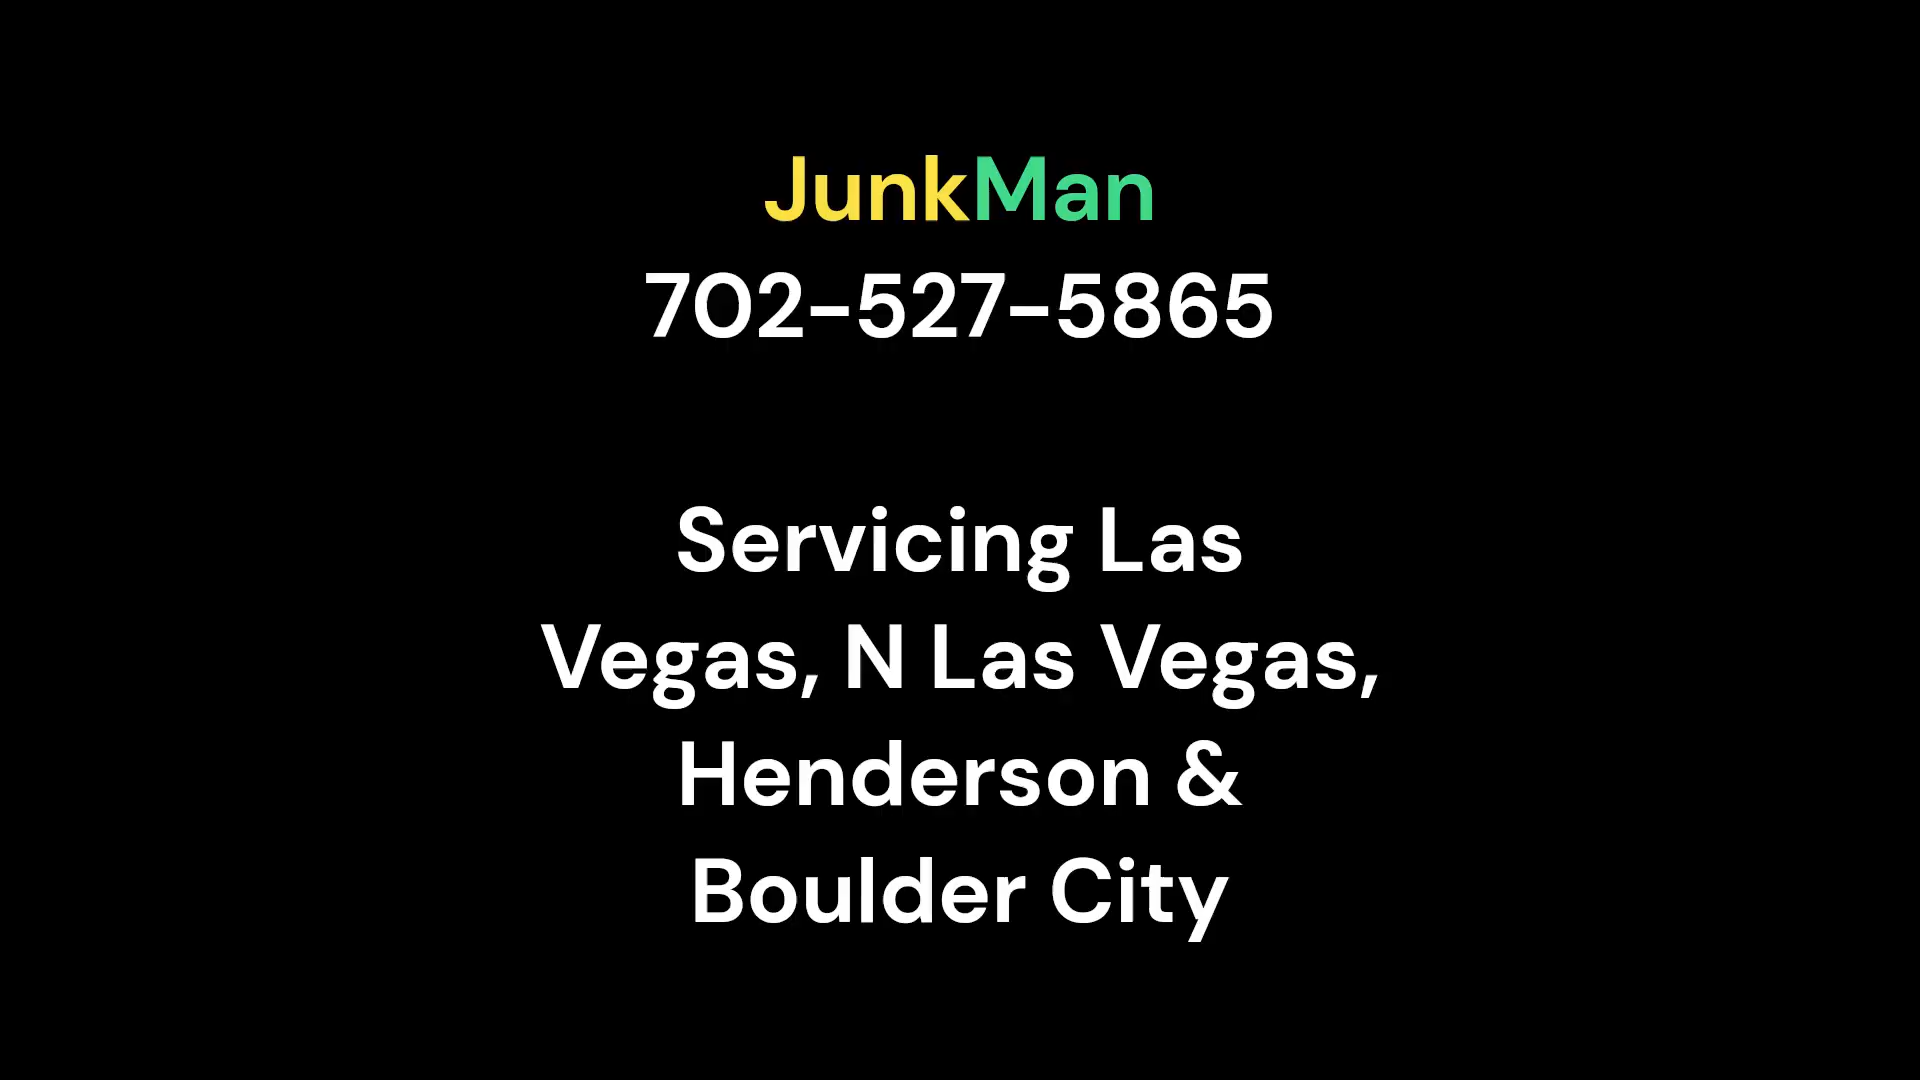 JunkMan
702-527-5865
Servicing Las
Vegas, N Las Vegas,
Henderson &
Boulder City